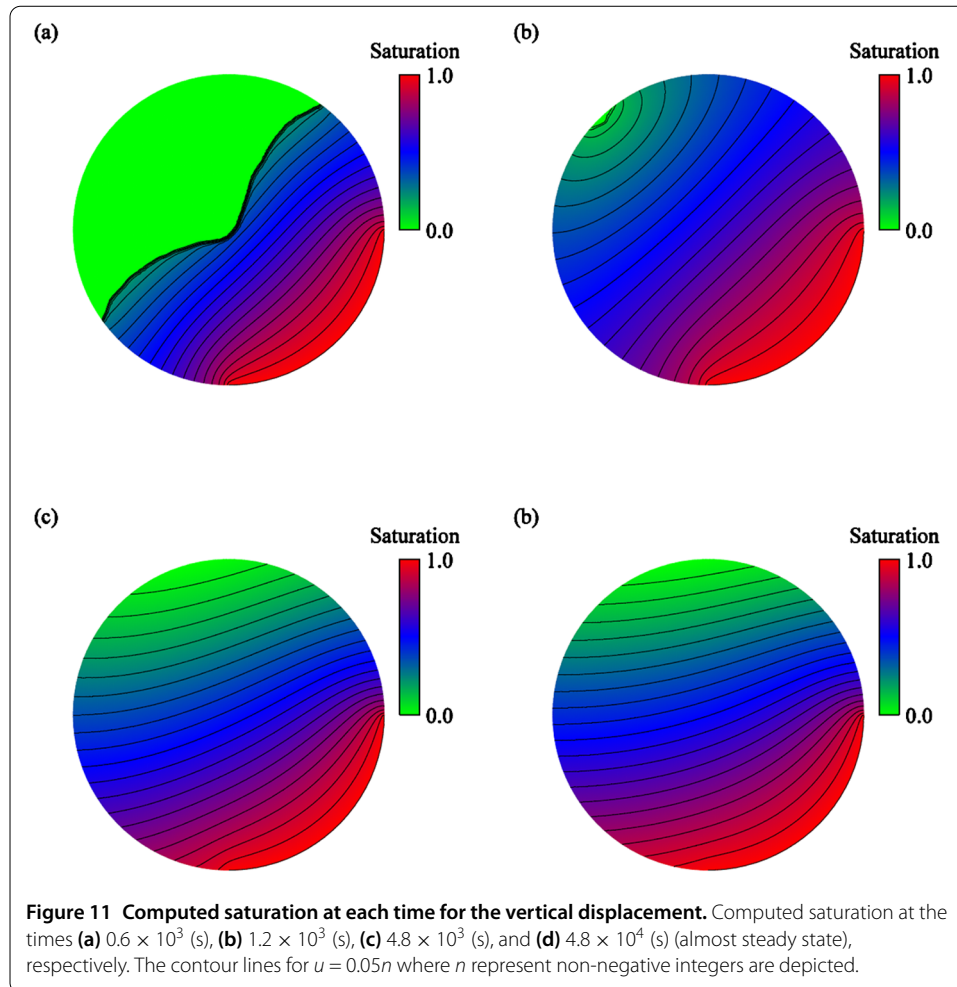 (a)
Saturation
1.0
0.0
(b)
Saturation
1.0
0.0
(c)
Saturation
1.0
0.0
(b)
Saturation
1.0
0.0
Figure 11 Computed saturation at each time for the vertical displacement. Computed saturation at the
times (a) 0.6 × 10³ (s), (b) 1.2 × 10³ (s), (c) 4.8 × 10³ (s), and (d) 4.8 × 10⁴ (s) (almost steady state),
respectively. The contour lines for u = 0.05n where n represent non-negative integers are depicted.